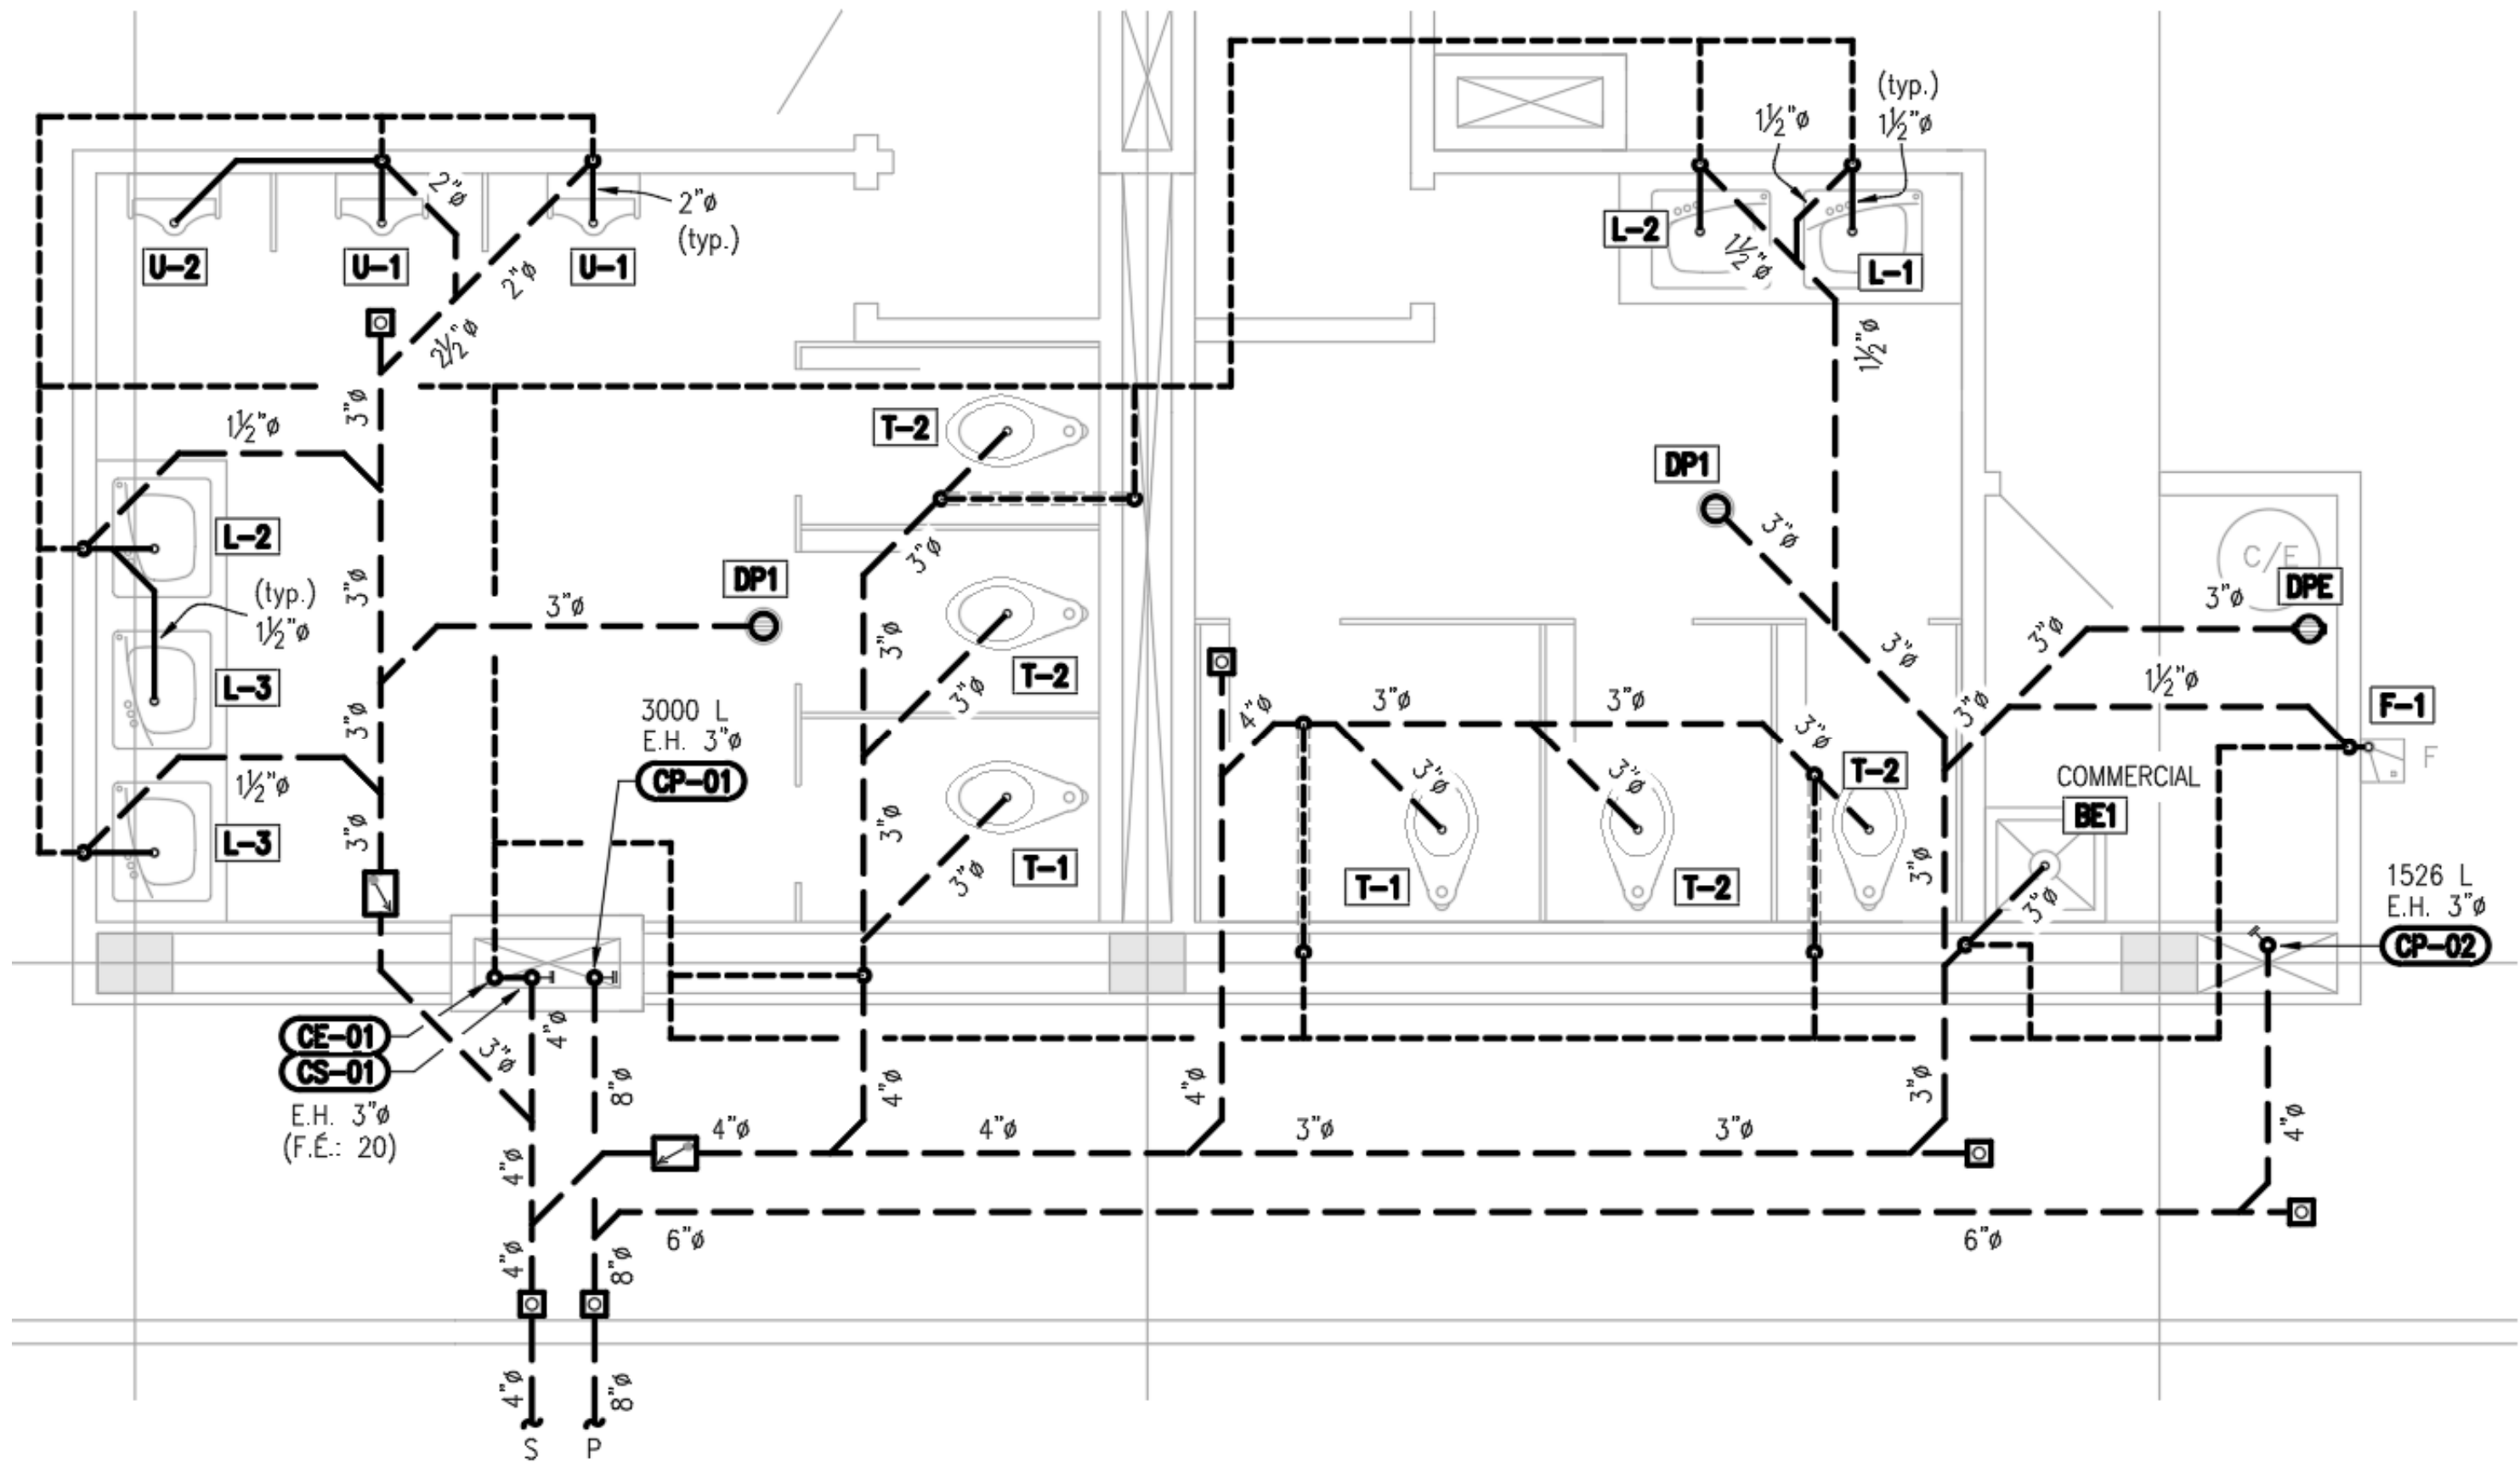 (typ.)
1½"ø
1½"ø
2"ø
2"ø
(typ.)
L-2
L-1
U-2
U-1
U-1
2"ø
1½"ø
2½"ø
1½"ø
3"ø
1½"ø
T-2
DP1
L-2
3"ø
C/E
3"ø
3"ø
DP1
DPE
(typ.)
1½"ø
3"ø
3"ø
3"ø
3"ø
3"ø
T-2
L-3
3"ø
3"ø
1½"ø
3"ø
3000 L
E.H. 3"ø
CP-01
4"ø
3"ø
3"ø
3"ø
F-1
F
1½"ø
3"ø
3"ø
T-2
COMMERCIAL
BE1
L-3
3"ø
3"ø
3"ø
T-1
T-1
T-2
3"ø
3"ø
1526 L
E.H. 3"ø
CP-02
CE-01
CS-01
E.H. 3"ø
(F.É.: 20)
3"ø
4"ø
8"ø
4"ø
4"ø
3"ø
4"ø
4"ø
4"ø
4"ø
3"ø
3"ø
4"ø
8"ø
6"ø
6"ø
4"ø
8"ø
S
P